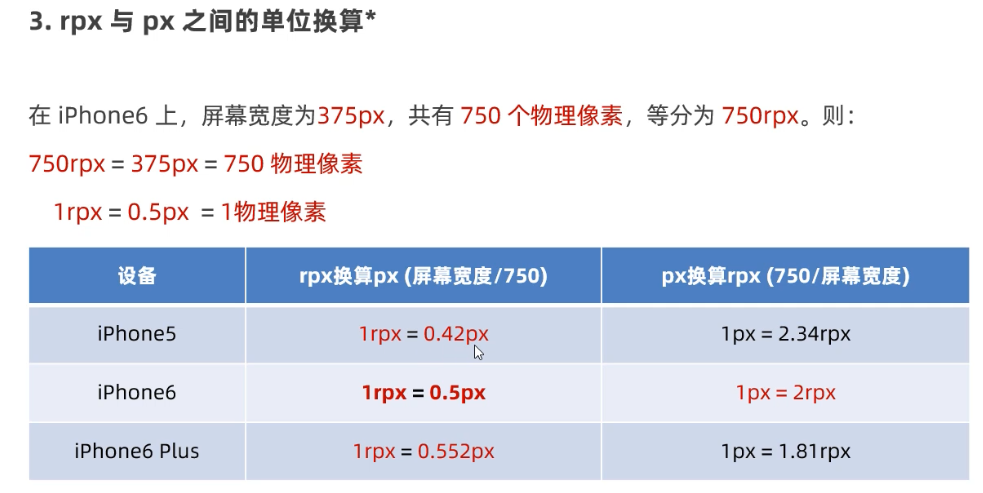 3. rpx 与 px 之间的单位换算*
在 iPhone6 上，屏幕宽度为375px，共有 750 个物理像素，等分为 750rpx。则：
750rpx = 375px = 750 物理像素
1rpx = 0.5px = 1物理像素
设备 rpx换算px (屏幕宽度/750) px换算rpx (750/屏幕宽度)
iPhone5 1rpx = 0.42px 1px = 2.34rpx
iPhone6 1rpx = 0.5px 1px = 2rpx
iPhone6 Plus 1rpx = 0.552px 1px = 1.81rpx